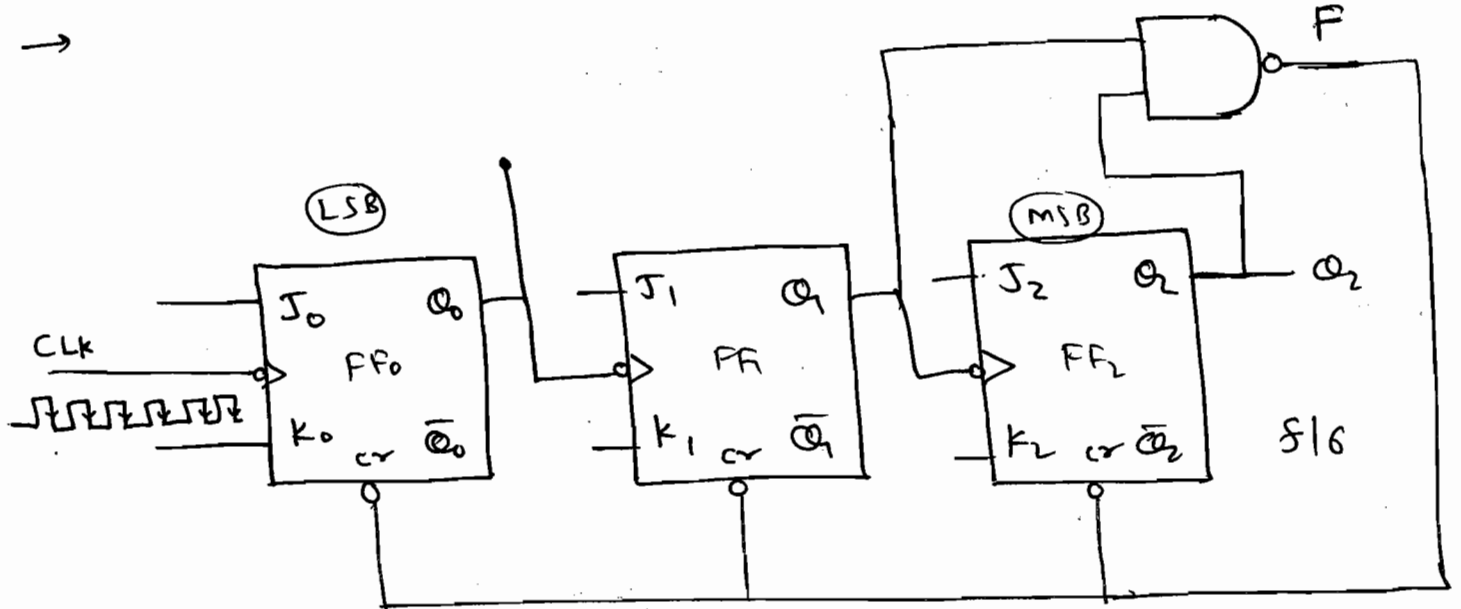 →
F
LSB
MSB
J₀ Q₀
J₁ Q₁
J₂ Q₂
Q₂
CLK
FF₀
FF₁
FF₂
K₀ cr Q̅₀
K₁ cr Q̅₁
K₂ cr Q̅₂
f/6